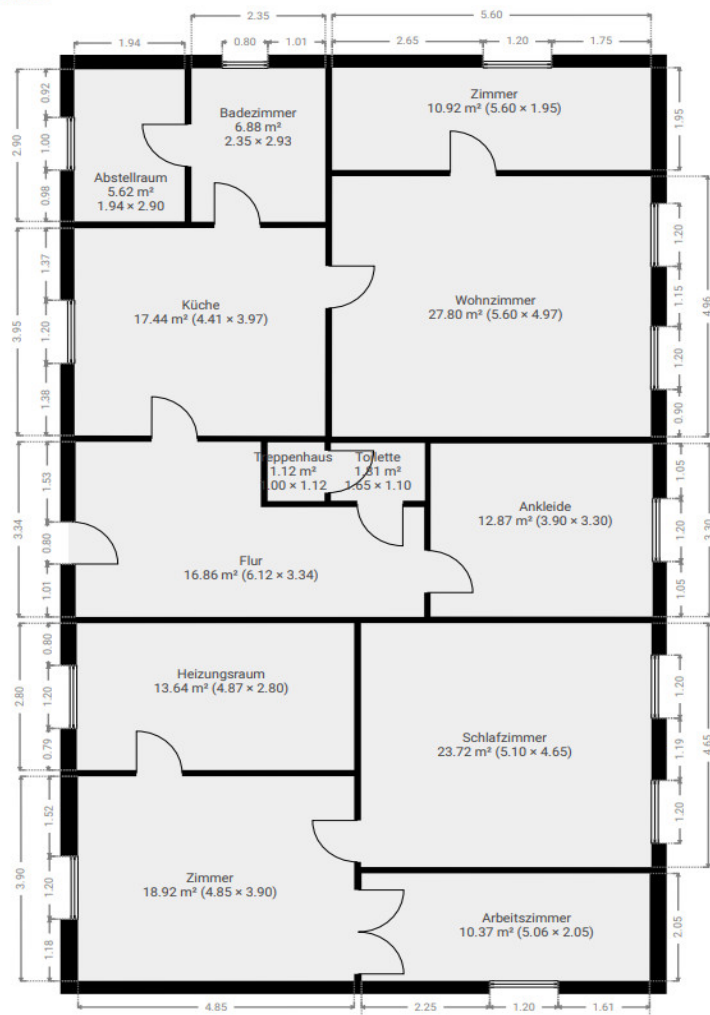 2.35
5.60
1.94
0.80
1.01
2.65
1.20
1.75
2.90
0.92
1.00
0.98
Abstellraum
5.62 m²
1.94 × 2.90
Badezimmer
6.88 m²
2.35 × 2.93
Zimmer
10.92 m² (5.60 × 1.95)
1.95
3.95
1.37
1.20
1.38
Küche
17.44 m² (4.41 × 3.97)
Wohnzimmer
27.80 m² (5.60 × 4.97)
1.20
1.15
1.20
0.90
4.96
3.34
1.53
0.80
1.01
Treppenhaus
1.12 m²
1.00 × 1.12
Toilette
1.81 m²
1.65 × 1.10
Flur
16.86 m² (6.12 × 3.34)
Ankleide
12.87 m² (3.90 × 3.30)
1.05
1.20
1.05
3.30
2.80
0.80
1.20
0.79
Heizungsraum
13.64 m² (4.87 × 2.80)
Schlafzimmer
23.72 m² (5.10 × 4.65)
1.20
1.19
1.20
4.65
3.90
1.52
1.20
1.18
Zimmer
18.92 m² (4.85 × 3.90)
Arbeitszimmer
10.37 m² (5.06 × 2.05)
2.05
4.85
2.25
1.20
1.61